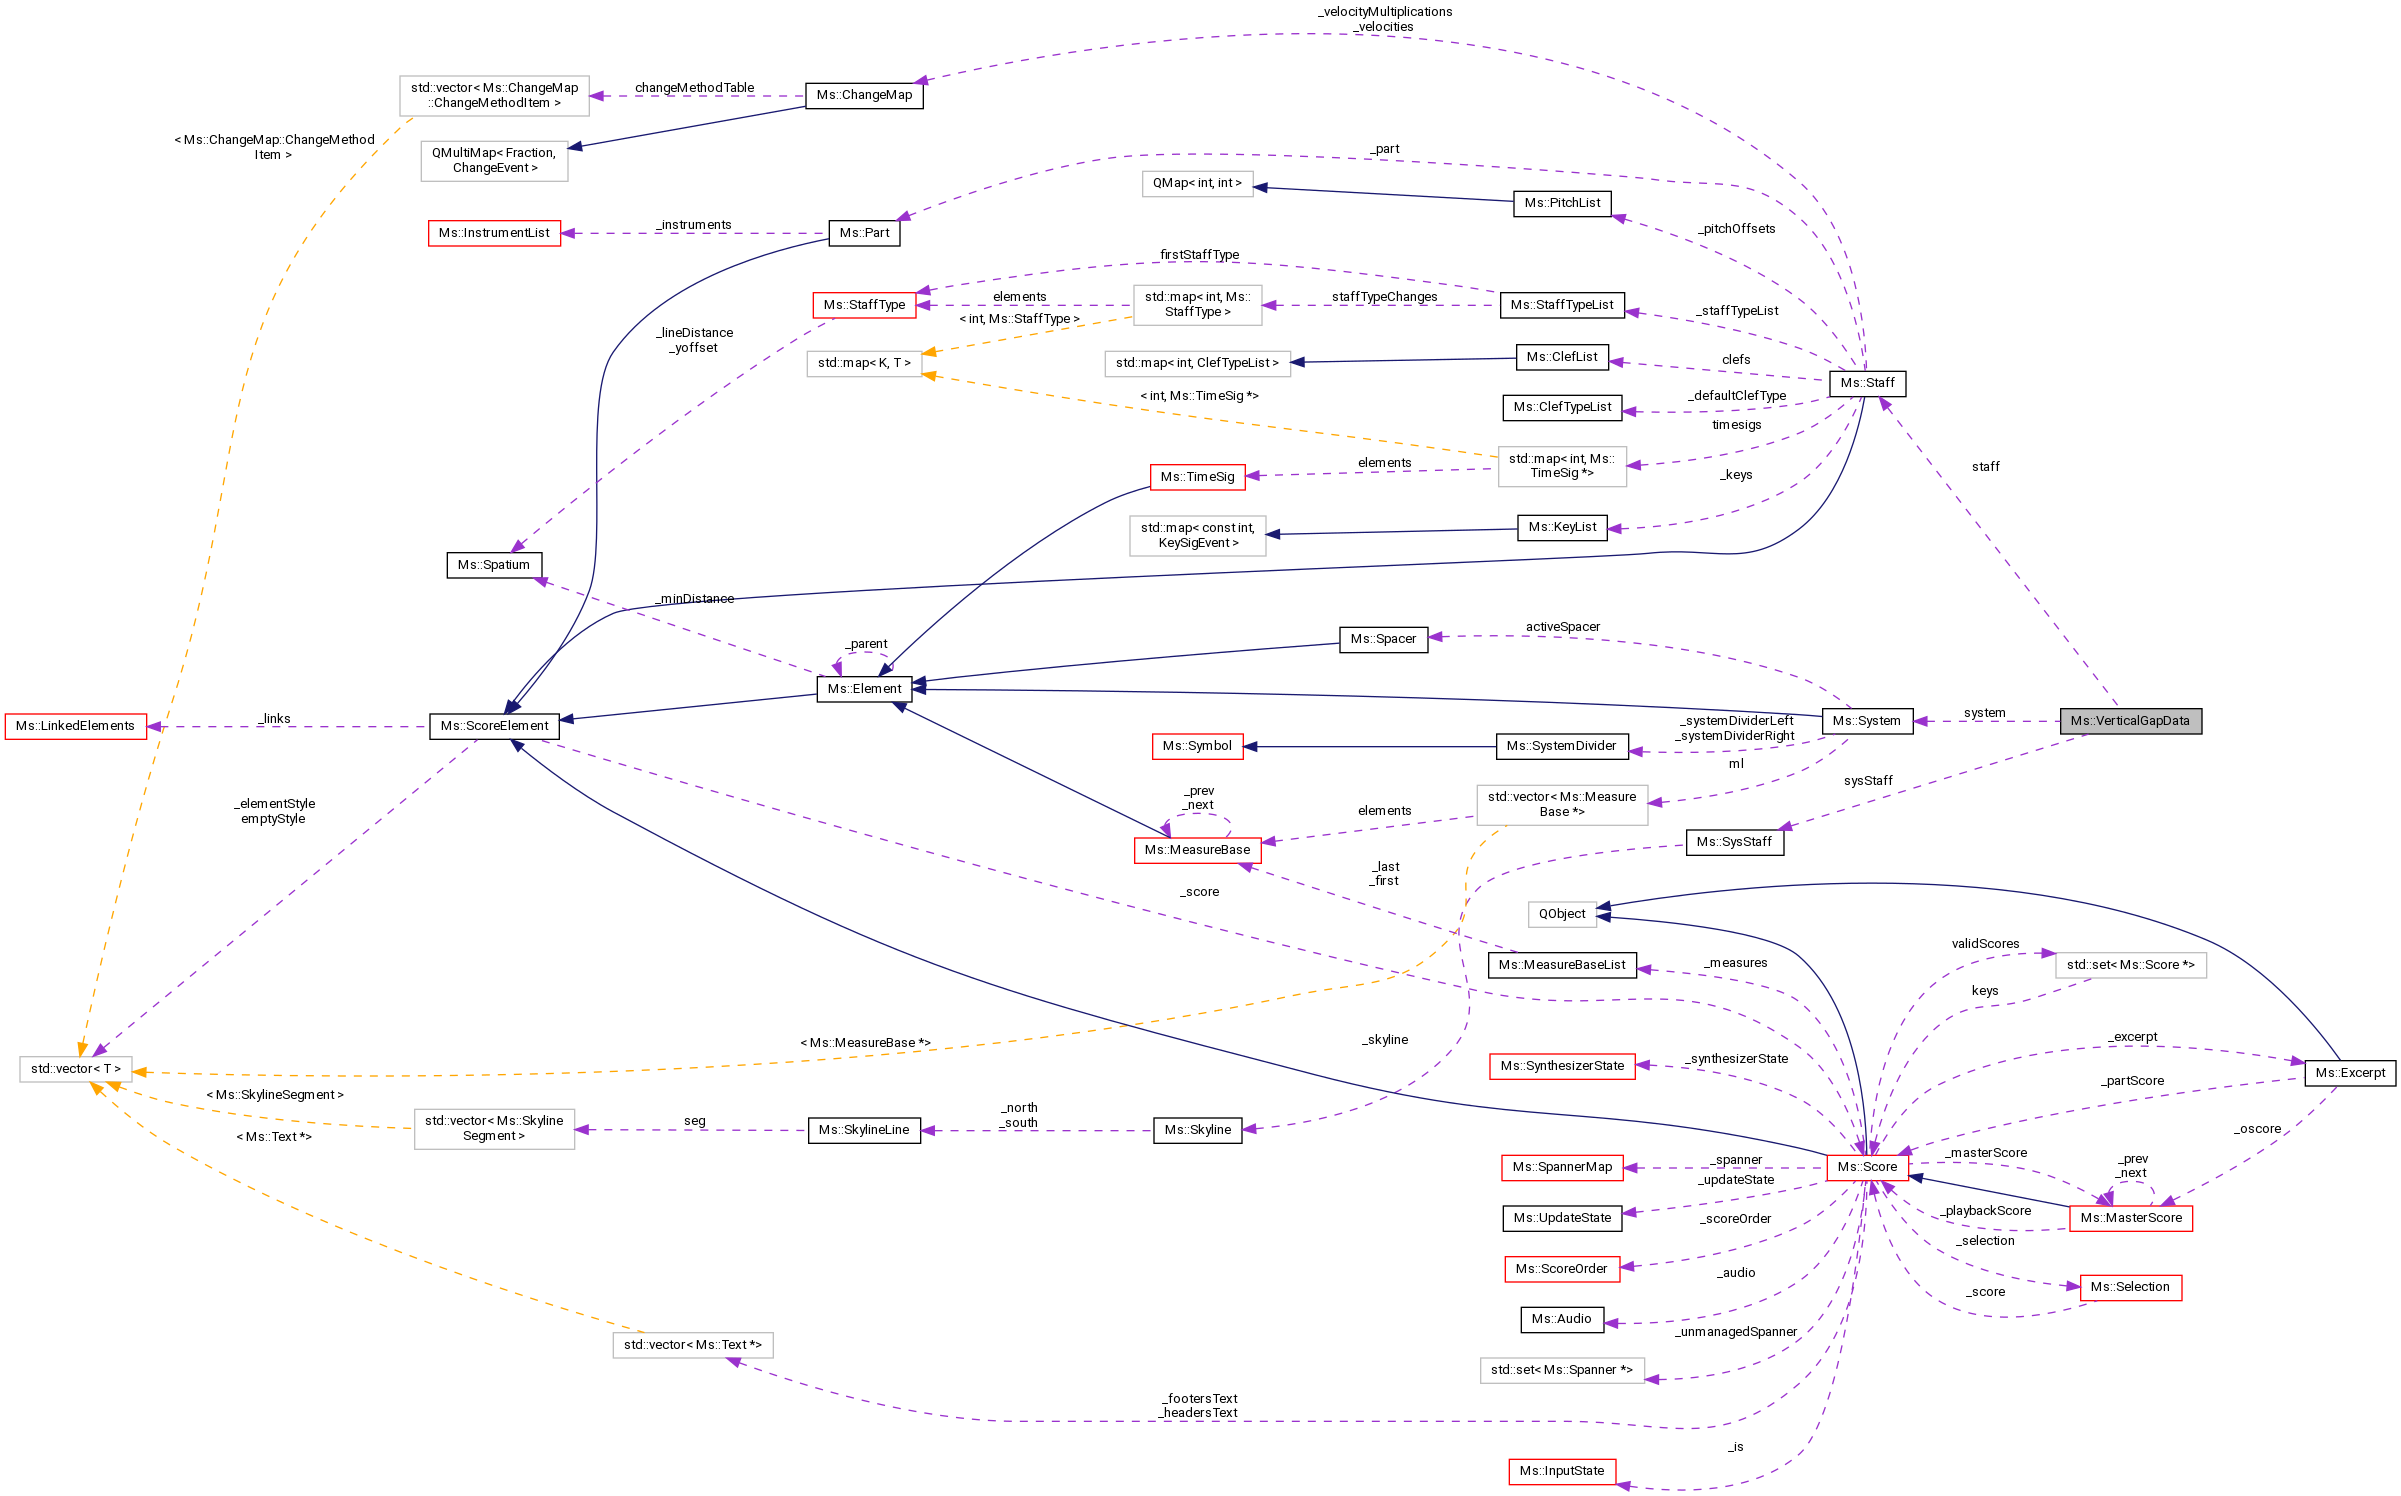 _velocityMultiplications
_velocities
std::vector< Ms::ChangeMap
::ChangeMethodItem >
changeMethodTable
Ms::ChangeMap
< Ms::ChangeMap::ChangeMethod
Item >
QMultiMap< Fraction,
ChangeEvent >
_part
QMap< int, int >
Ms::PitchList
Ms::InstrumentList
_instruments
Ms::Part
_pitchOffsets
firstStaffType
Ms::StaffType
elements
std::map< int, Ms::
StaffType >
staffTypeChanges
Ms::StaffTypeList
_staffTypeList
< int, Ms::StaffType >
_lineDistance
_yoffset
std::map< K, T >
std::map< int, ClefTypeList >
Ms::ClefList
clefs
Ms::Staff
< int, Ms::TimeSig *>
Ms::ClefTypeList
_defaultClefType
timesigs
Ms::TimeSig
elements
std::map< int, Ms::
TimeSig *>
_keys
staff
std::map< const int,
KeySigEvent >
Ms::KeyList
Ms::Spatium
_minDistance
_parent
Ms::Element
Ms::Spacer
activeSpacer
Ms::LinkedElements
_links
Ms::ScoreElement
Ms::System
system
Ms::VerticalGapData
Ms::Symbol
Ms::SystemDivider
_systemDividerLeft
_systemDividerRight
ml
sysStaff
_elementStyle
emptyStyle
_prev
_next
Ms::MeasureBase
elements
std::vector< Ms::Measure
Base *>
Ms::SysStaff
_last
_first
_score
QObject
Ms::MeasureBaseList
_measures
validScores
std::set< Ms::Score *>
keys
< Ms::MeasureBase *>
_skyline
std::vector< T >
Ms::SynthesizerState
_synthesizerState
_excerpt
Ms::Excerpt
_partScore
< Ms::SkylineSegment >
std::vector< Ms::Skyline
Segment >
seg
Ms::SkylineLine
_north
_south
Ms::Skyline
< Ms::Text *>
_oscore
Ms::SpannerMap
_spanner
Ms::Score
_masterScore
_prev
_next
_updateState
Ms::UpdateState
_scoreOrder
_playbackScore
Ms::MasterScore
_selection
Ms::ScoreOrder
_audio
Ms::Selection
_score
Ms::Audio
_unmanagedSpanner
std::vector< Ms::Text *>
std::set< Ms::Spanner *>
_footersText
_headersText
_is
Ms::InputState